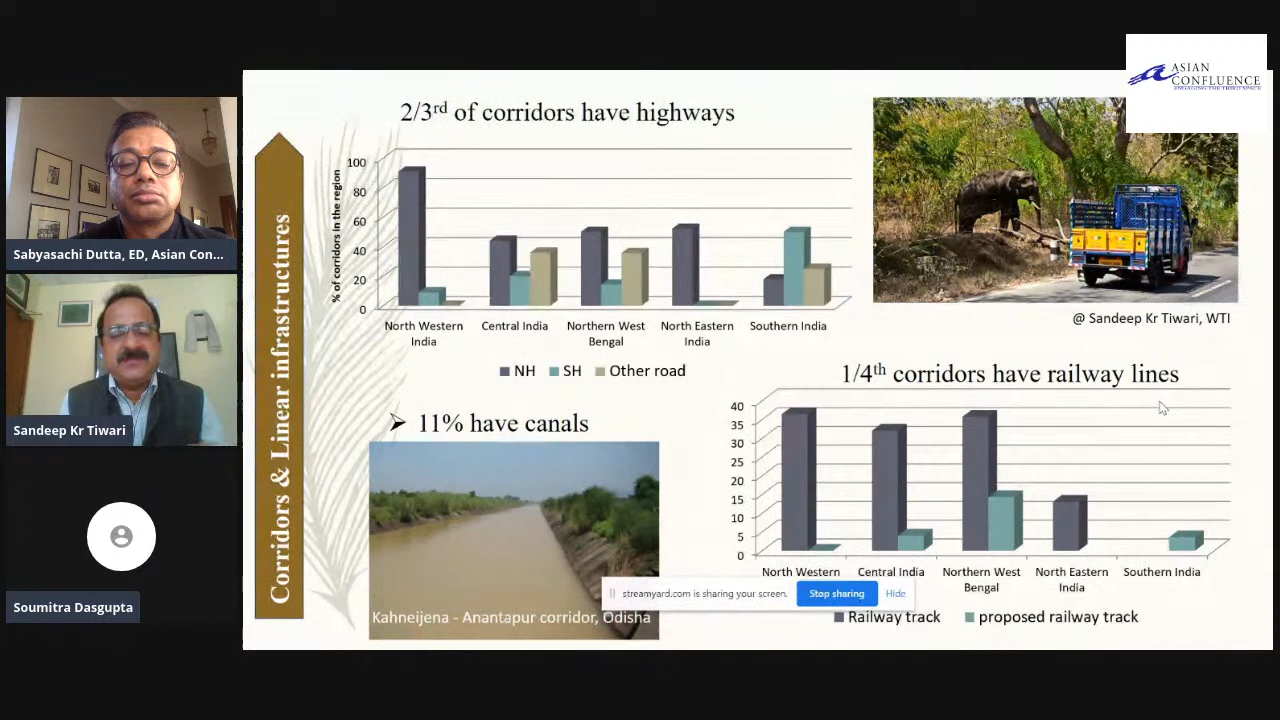 ASIAN
CONFLUENCE
ENGAGING THE THIRD SPACE
Sabyasachi Dutta, ED, Asian Con...
Sandeep Kr Tiwari
Soumitra Dasgupta
Corridors & Linear infrastructures
2/3rd of corridors have highways
% of corridors in the region
100
80
60
40
20
0
North Western India
Central India
Northern West Bengal
North Eastern India
Southern India
NH
SH
Other road
@ Sandeep Kr Tiwari, WTI
➢ 11% have canals
Kahneijena - Anantapur corridor, Odisha
1/4th corridors have railway lines
40
35
30
25
20
15
10
5
0
North Western
Central India
Northern West Bengal
North Eastern India
Southern India
Railway track
proposed railway track
streamyard.com is sharing your screen.
Stop sharing
Hide